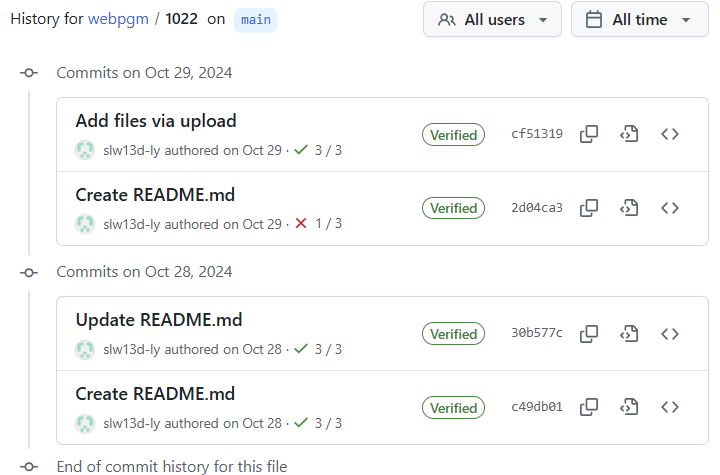 History for webpgm / 1022 on main All users All time
Commits on Oct 29, 2024
Add files via upload
Verified cf51319
slw13d-ly authored on Oct 29 · 3 / 3
Create README.md
Verified 2d04ca3
slw13d-ly authored on Oct 29 · 1 / 3
Commits on Oct 28, 2024
Update README.md
Verified 30b577c
slw13d-ly authored on Oct 28 · 3 / 3
Create README.md
Verified c49db01
slw13d-ly authored on Oct 28 · 3 / 3
End of commit history for this file